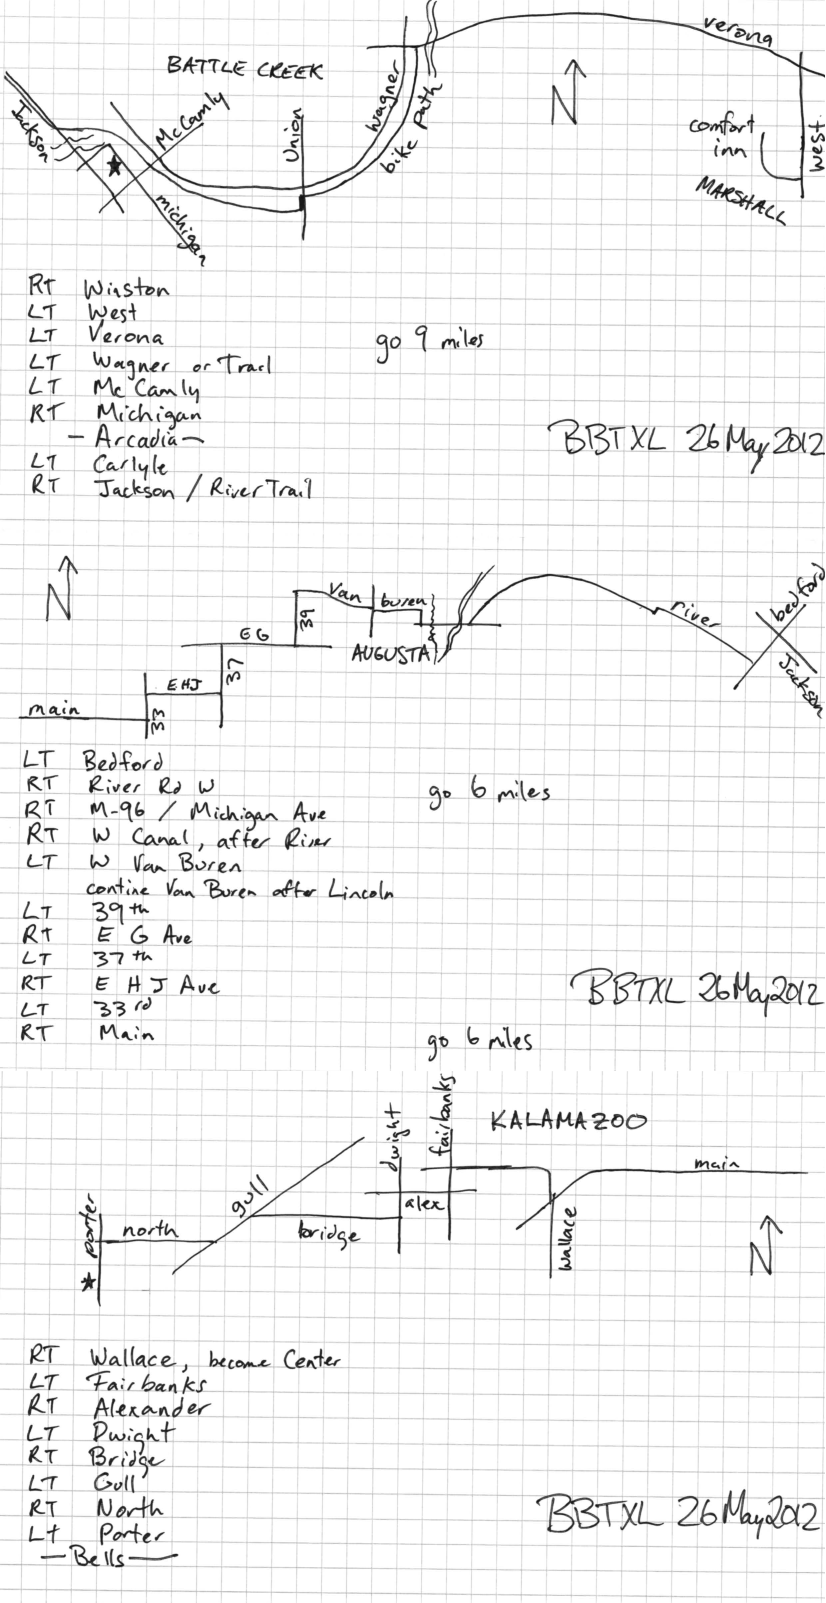 verona
BATTLE CREEK
N
wagner
bike path
Jackson
McCamly
Union
comfort
inn
west
MARSHALL
michigan
RT Winston
LT West
LT Verona go 9 miles
LT Wagner or Trail
LT McCamly
RT Michigan
- Arcadia -
LT Carlyle
RT Jackson / River Trail
BBTXL 26 May 2012
N
Van buren
39
river
bedford
EG
AUGUSTA
37
Jackson
EHJ
main
33
LT Bedford
RT River Rd W go 6 miles
RT M-96 / Michigan Ave
RT W Canal, after River
LT W Van Buren
contine Van Buren after Lincoln
LT 39th
RT E G Ave
LT 37th
RT E H J Ave
LT 33rd
RT Main go 6 miles
BBTXL 26 May 2012
KALAMAZOO
fairbanks
dwight
main
gull
alex
porter
north
bridge
wallace
N
RT Wallace, become Center
LT Fairbanks
RT Alexander
LT Dwight
RT Bridge
LT Gull
RT North
Lt Porter
- Bells -
BBTXL 26 May 2012